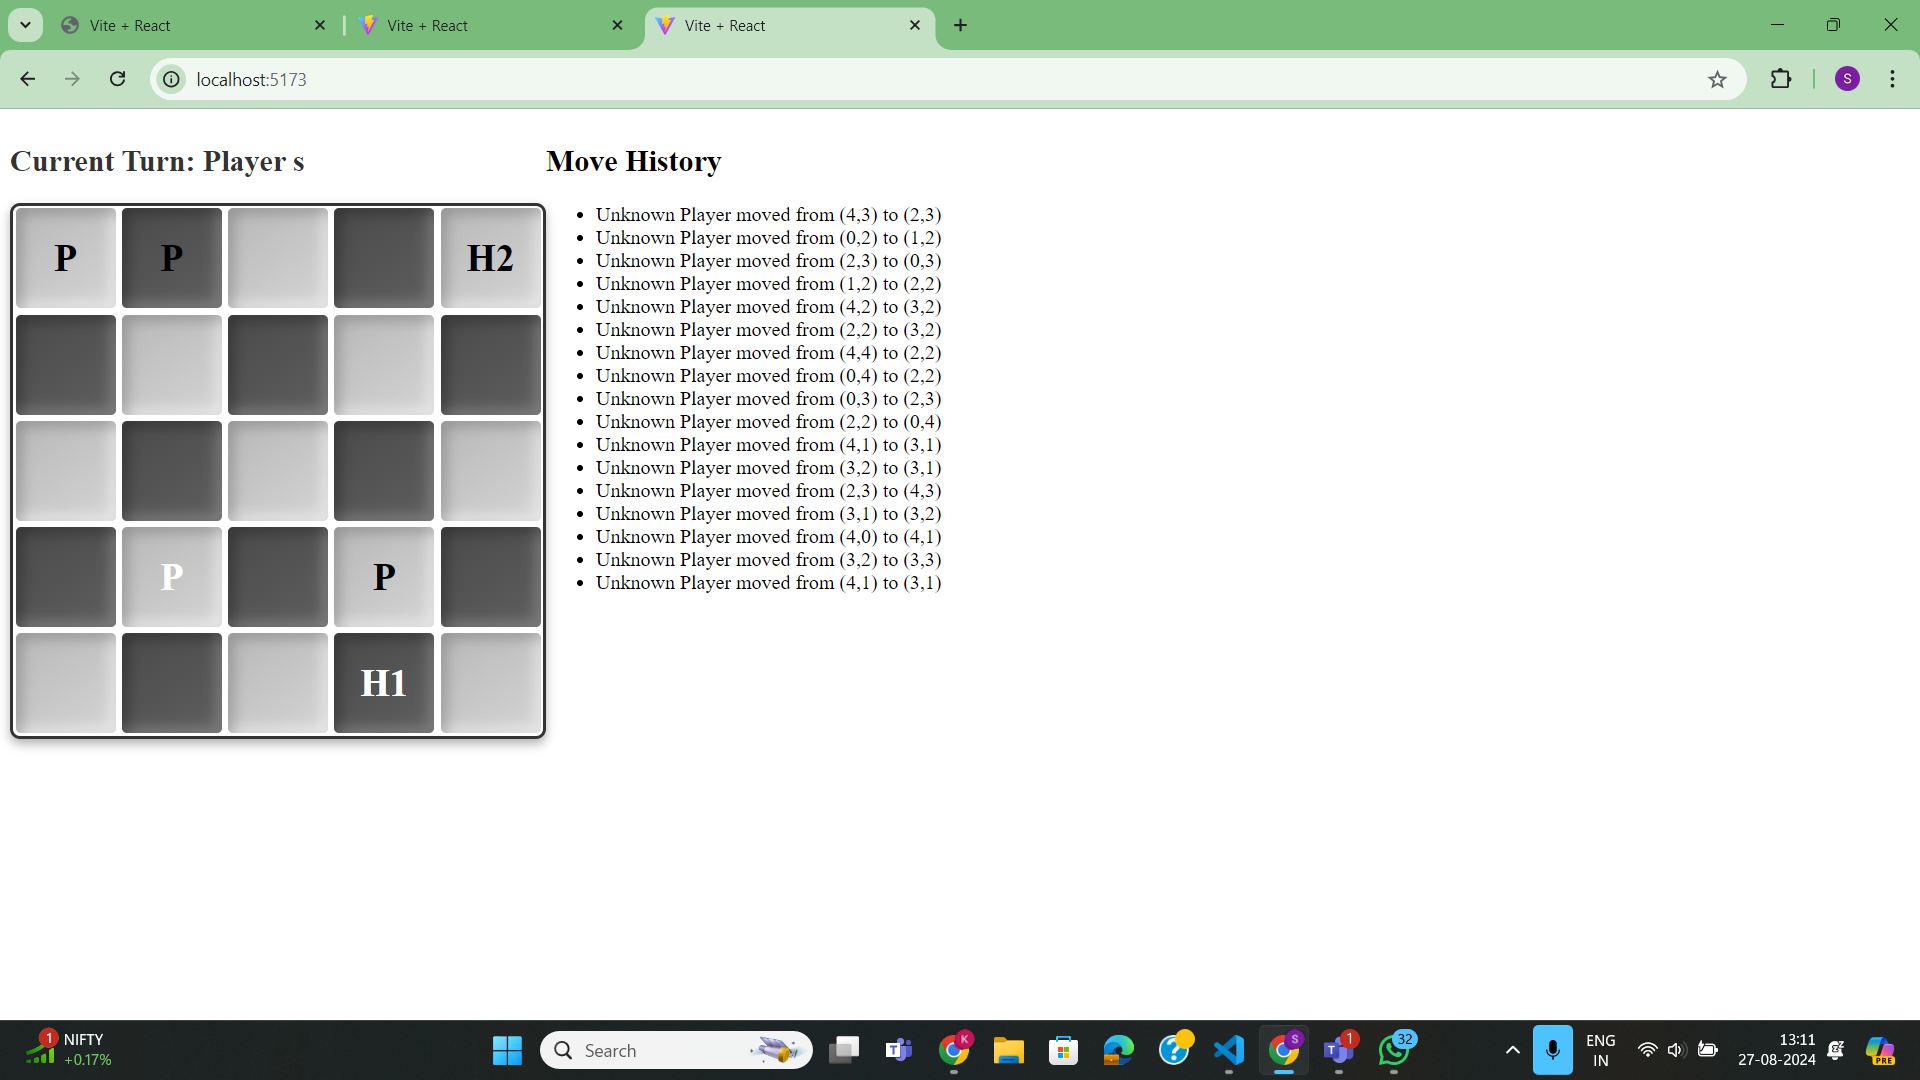 Vite + React
Vite + React
Vite + React
localhost:5173
S
Current Turn: Player s
P P H2
P P
H1
Move History
Unknown Player moved from (4,3) to (2,3)
Unknown Player moved from (0,2) to (1,2)
Unknown Player moved from (2,3) to (0,3)
Unknown Player moved from (1,2) to (2,2)
Unknown Player moved from (4,2) to (3,2)
Unknown Player moved from (2,2) to (3,2)
Unknown Player moved from (4,4) to (2,2)
Unknown Player moved from (0,4) to (2,2)
Unknown Player moved from (0,3) to (2,3)
Unknown Player moved from (2,2) to (0,4)
Unknown Player moved from (4,1) to (3,1)
Unknown Player moved from (3,2) to (3,1)
Unknown Player moved from (2,3) to (4,3)
Unknown Player moved from (3,1) to (3,2)
Unknown Player moved from (4,0) to (4,1)
Unknown Player moved from (3,2) to (3,3)
Unknown Player moved from (4,1) to (3,1)
1
NIFTY
+0.17%
Search
T
K
?
S
T
1
32
ENG
IN
13:11
27-08-2024
PRE